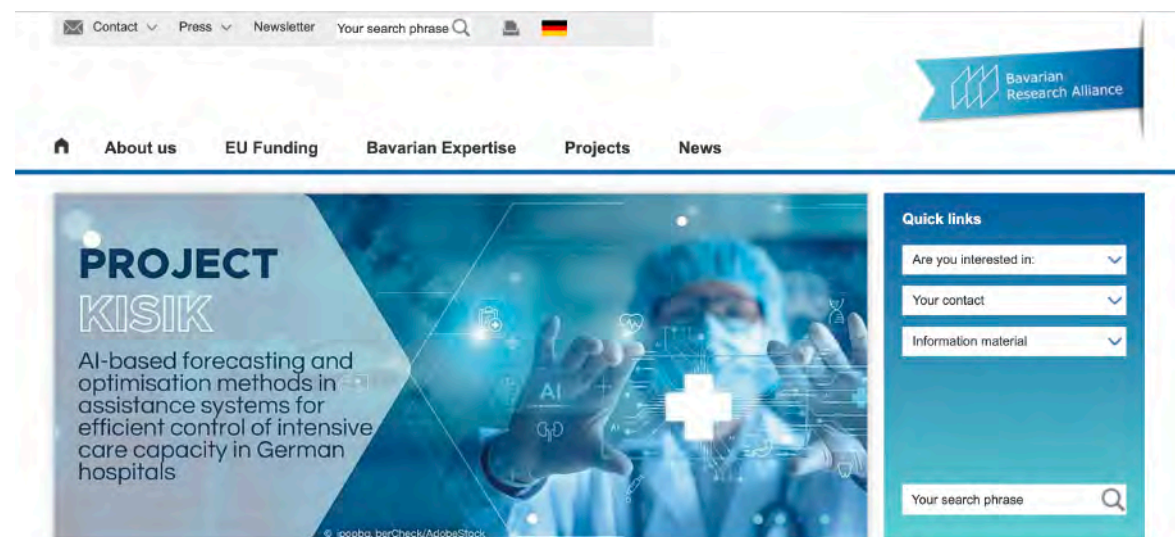 Contact Press Newsletter Your search phrase
Bavarian
Research Alliance
About us EU Funding Bavarian Expertise Projects News
PROJECT
KISIK
AI-based forecasting and
optimisation methods in
assistance systems for
efficient control of intensive
care capacity in German
hospitals
AI
AI
Quick links
Are you interested in:
Your contact
Information material
Your search phrase